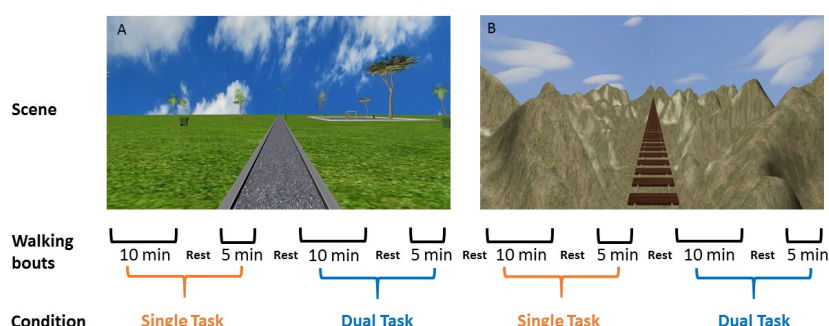 A
B
Scene
Walking
bouts
10 min Rest 5 min Rest 10 min Rest 5 min Rest 10 min Rest 5 min Rest 10 min Rest 5 min
Condition Single Task Dual Task Single Task Dual Task